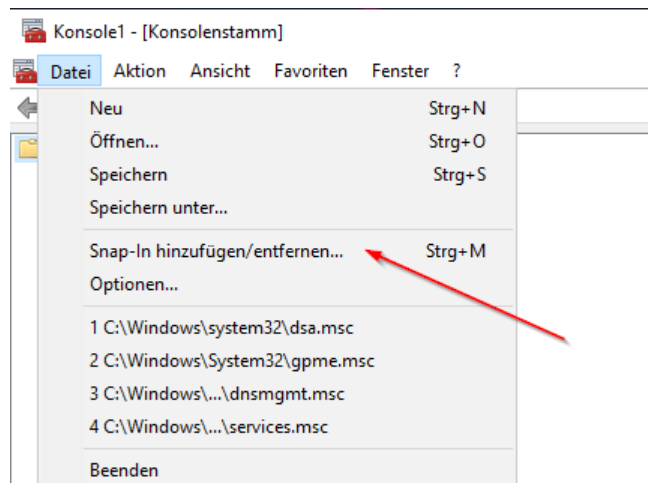 Konsole1 - [Konsolenstamm]
Datei Aktion Ansicht Favoriten Fenster ?
Neu Strg+N
Öffnen... Strg+O
Speichern Strg+S
Speichern unter...
Snap-In hinzufügen/entfernen... Strg+M
Optionen...
1 C:\Windows\system32\dsa.msc
2 C:\Windows\System32\gpme.msc
3 C:\Windows\...\dnsmgmt.msc
4 C:\Windows\...\services.msc
Beenden